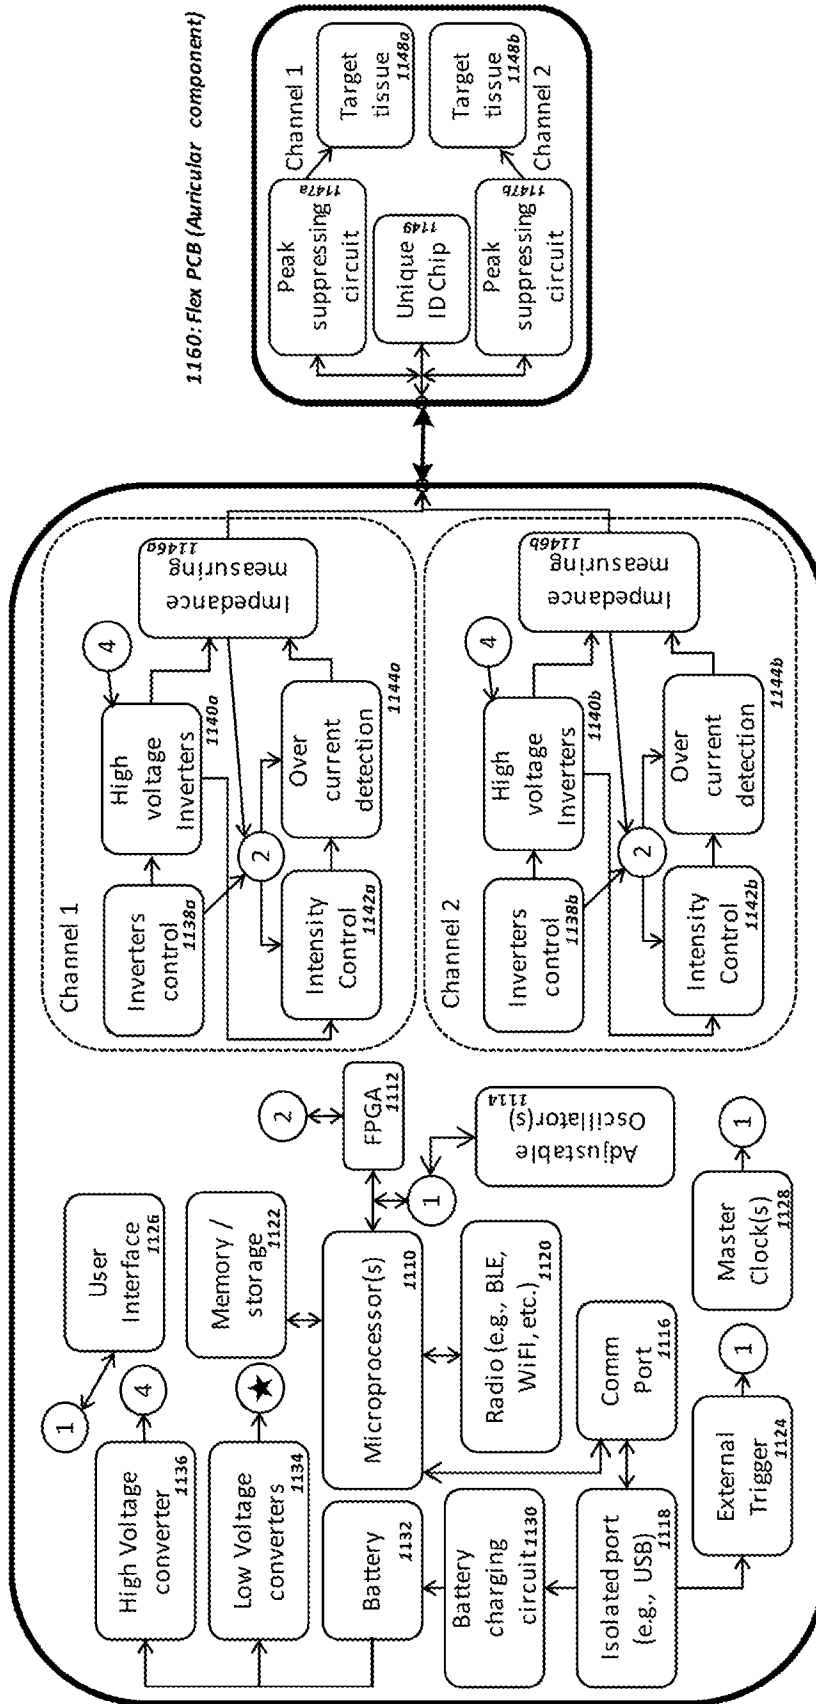 High Voltage
converter
1136
4
1
User
Interface
1126
Low Voltage
converters
1134
★
Memory /
storage
1122
2
FPGA
1112
Battery
1132
Microprocessor(s)
1110
1
Adjustable
Oscillator(s)
1114
Battery
charging
circuit 1130
Radio (e.g., BLE,
WiFI, etc.)
1120
Isolated port
(e.g., USB)
1118
Comm
Port
1116
External
Trigger
1124
1
Master
Clock(s)
1128
1
Channel 1
Inverters
control
1138a
High
voltage
Inverters
1140a
4
2
Intensity
Control
1142a
Over
current
detection
1144a
Impedance
measuring
1146a
Channel 2
Inverters
control
1138b
High
voltage
Inverters
1140b
4
2
Intensity
Control
1142b
Over
current
detection
1144b
Impedance
measuring
1146b
1160: Flex PCB (Auricular component)
Peak
suppressing
circuit
1147a
Channel 1
Target
tissue
1148a
Unique
ID Chip
1149
Peak
suppressing
circuit
1147b
Target
tissue
1148b
Channel 2